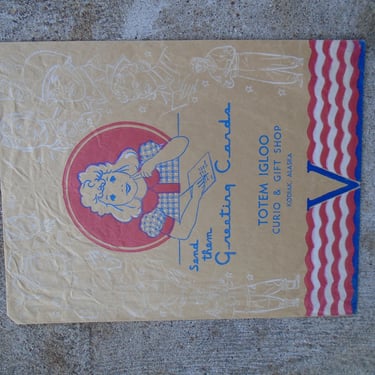 Send
them
Greeting Cards
TOTEM IGLOO
CURIO & GIFT SHOP
KODIAK, ALASKA
V